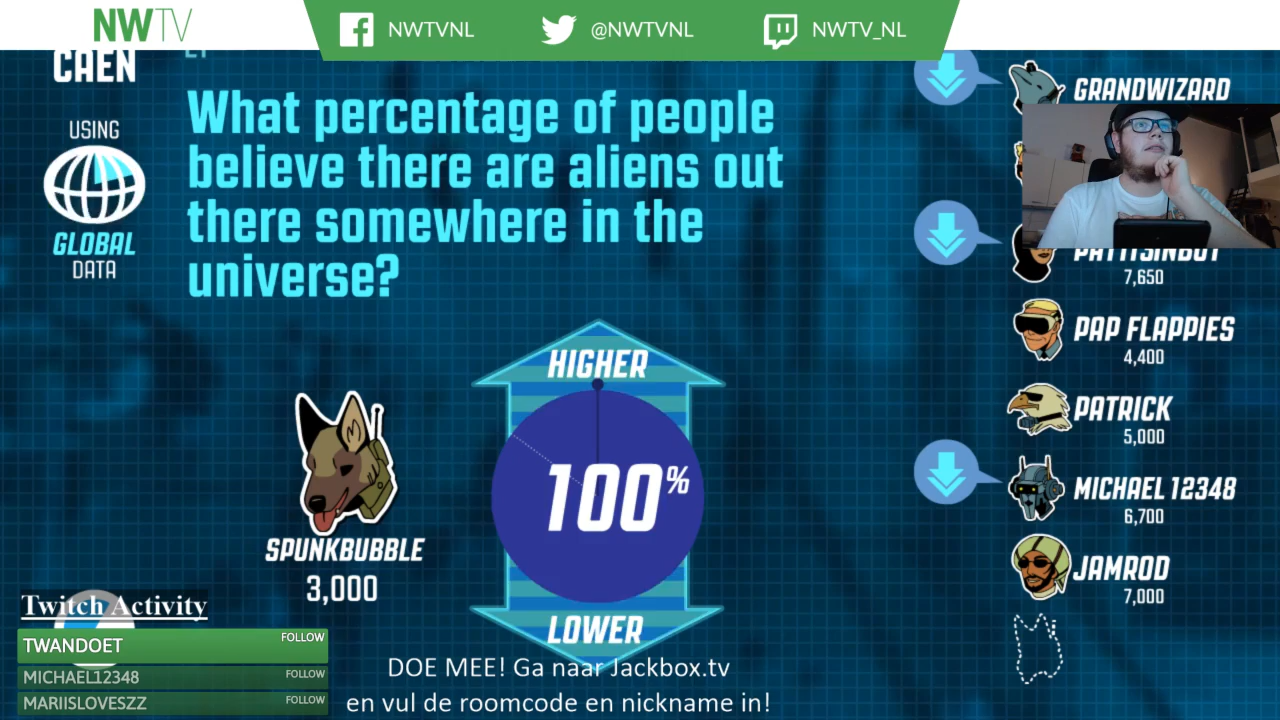 NWTV
NWTVNL
@NWTVNL
NWTV_NL
CAEN
USING
GLOBAL
DATA
What percentage of people
believe there are aliens out
there somewhere in the
universe?
HIGHER
100%
LOWER
SPUNKBUBBLE
3,000
GRANDWIZARD
7,650
PAP FLAPPIES
4,400
PATRICK
5,000
MICHAEL 12348
6,700
JAMROD
7,000
Twitch Activity
TWANDOET FOLLOW
MICHAEL12348 FOLLOW
MARIISLOVESZZ FOLLOW
DOE MEE! Ga naar Jackbox.tv
en vul de roomcode en nickname in!